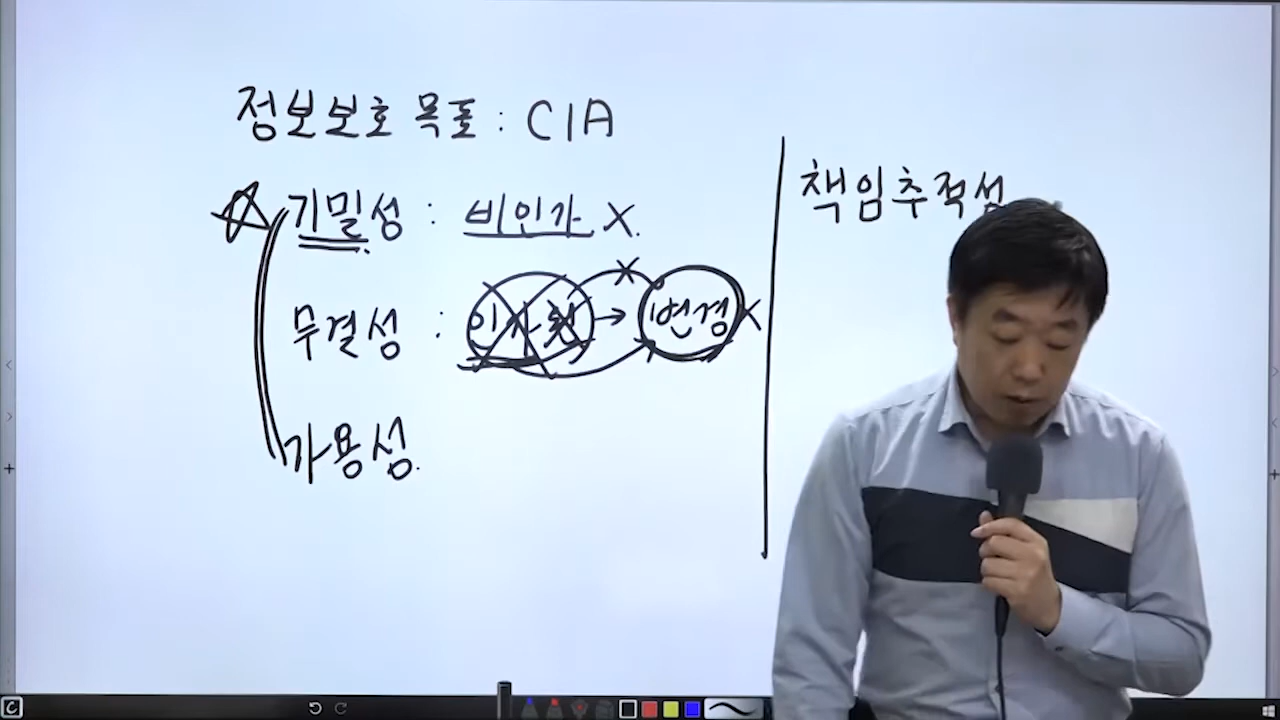 정보보호 목표 : CIA
기밀성 : 비인가 X.
무결성 : → 변경 X
가용성.
책임추적성